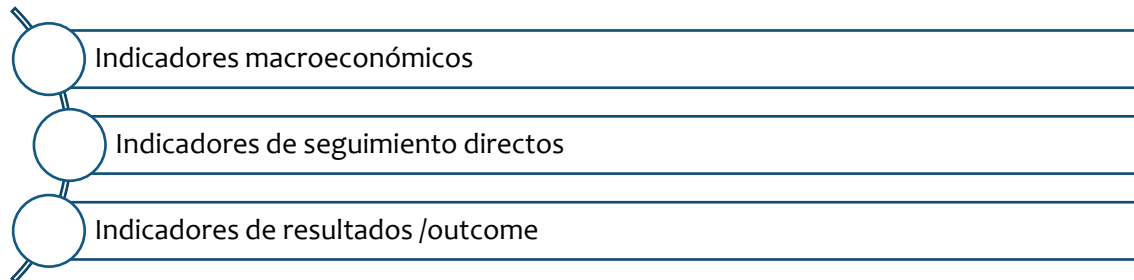 Indicadores macroeconómicos
Indicadores de seguimiento directos
Indicadores de resultados /outcome